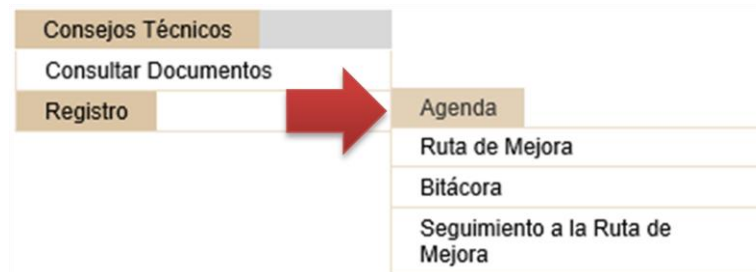 Consejos Técnicos
Consultar Documentos
Registro
Agenda
Ruta de Mejora
Bitácora
Seguimiento a la Ruta de
Mejora